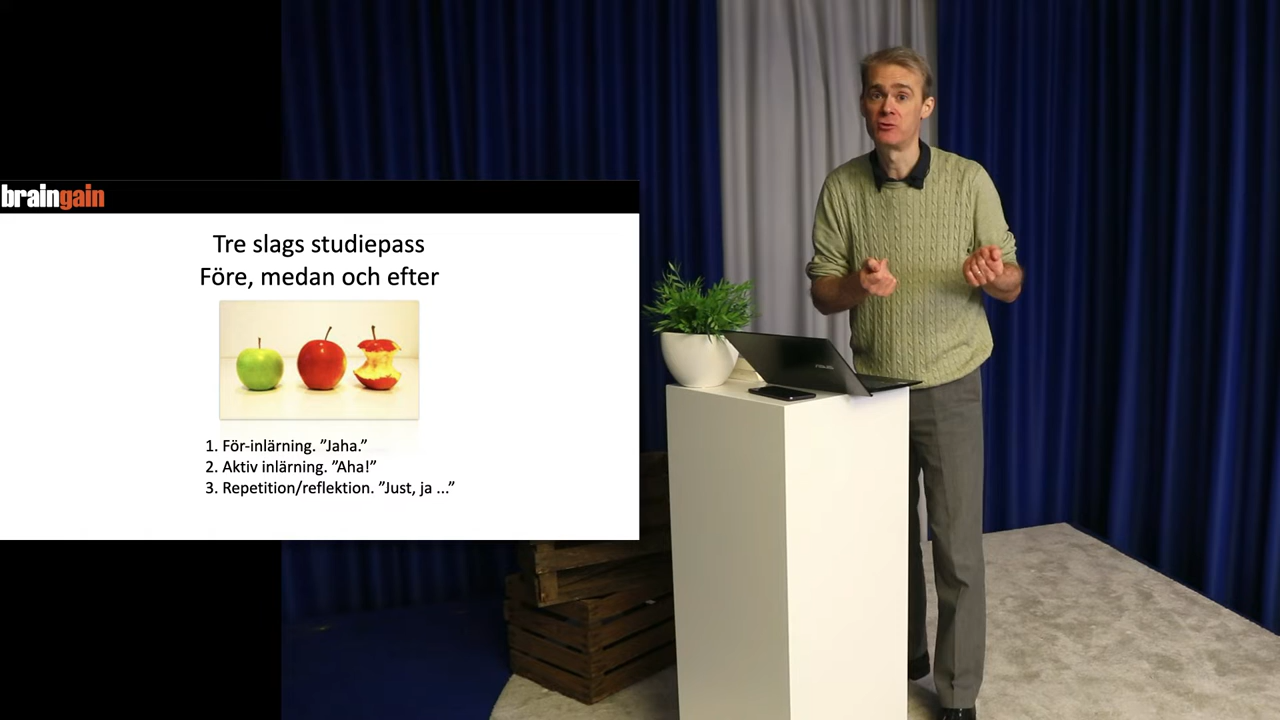 braingain
Tre slags studiepass
Före, medan och efter
1. För-inlärning. ”Jaha.”
2. Aktiv inlärning. ”Aha!”
3. Repetition/reflektion. ”Just, ja ...”